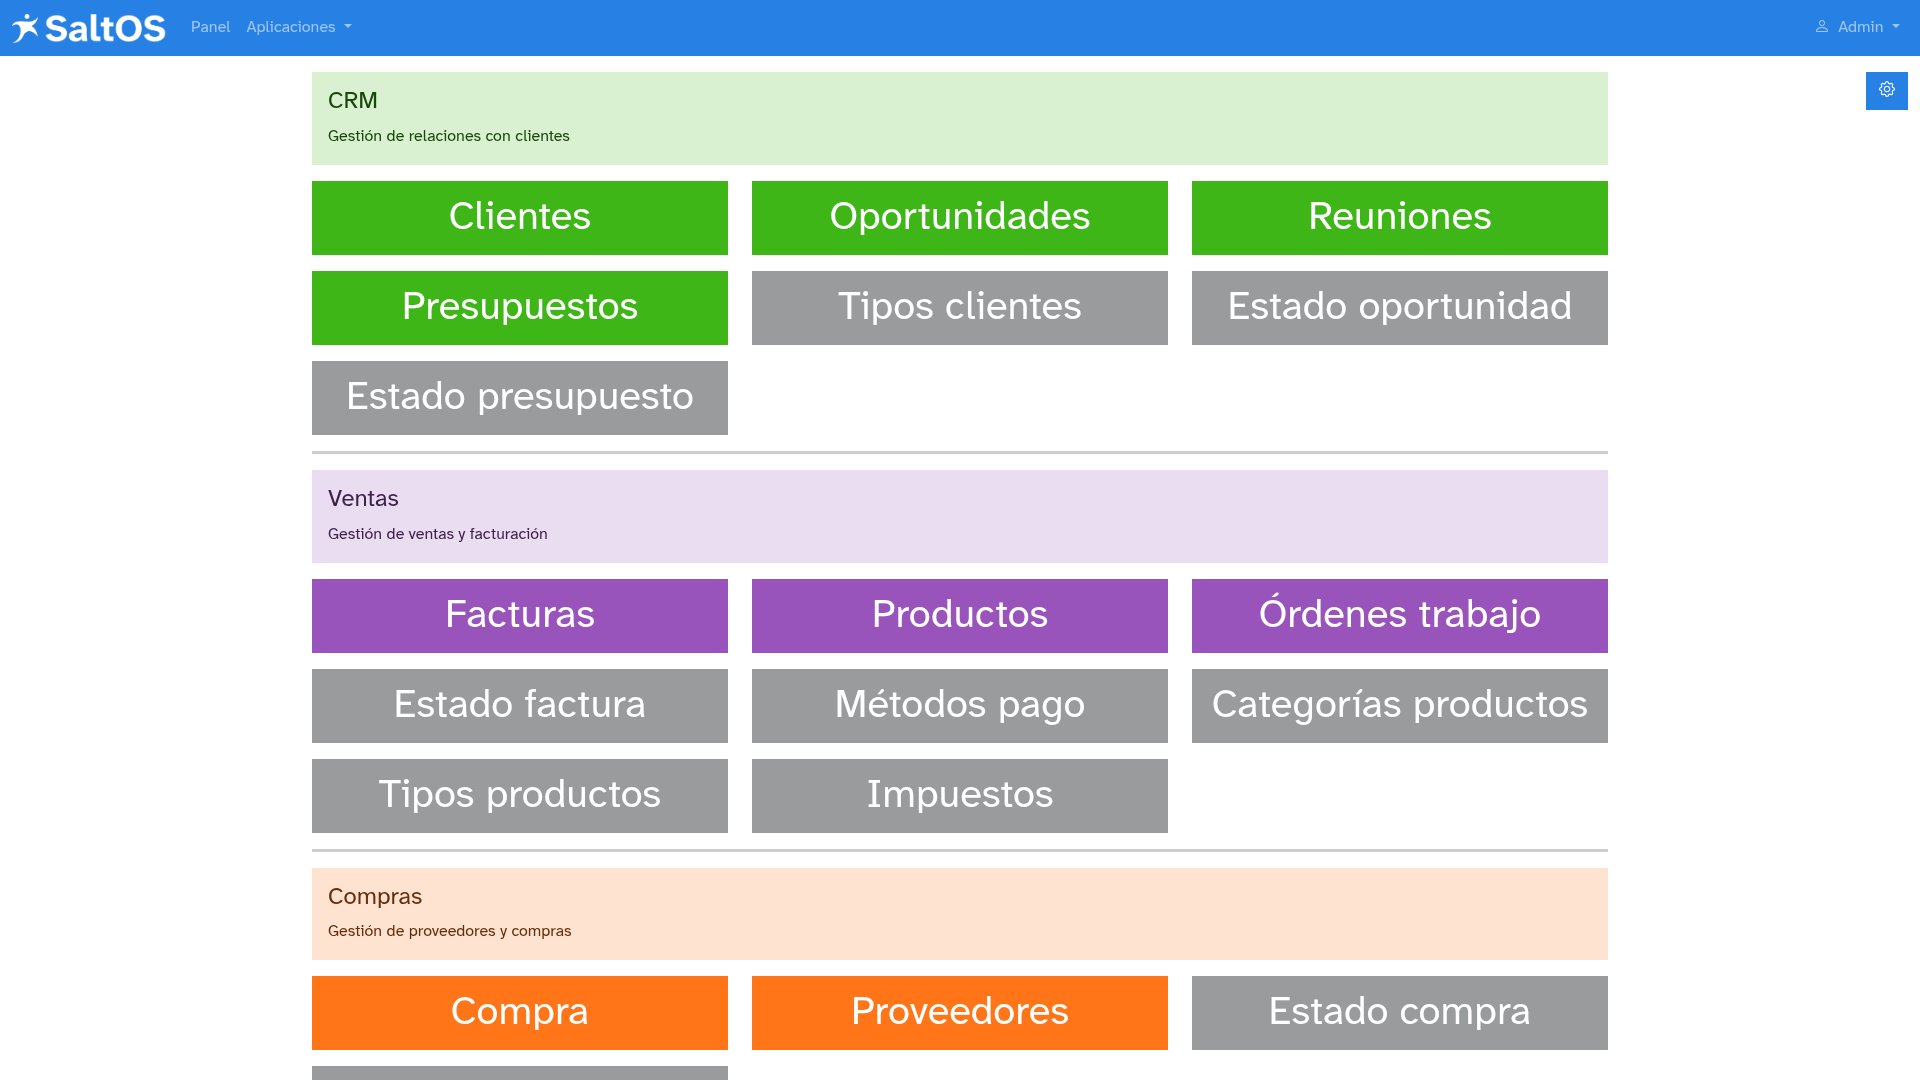 SaltOS Panel Aplicaciones Admin
CRM
Gestión de relaciones con clientes
Clientes Oportunidades Reuniones
Presupuestos Tipos clientes Estado oportunidad
Estado presupuesto
Ventas
Gestión de ventas y facturación
Facturas Productos Órdenes trabajo
Estado factura Métodos pago Categorías productos
Tipos productos Impuestos
Compras
Gestión de proveedores y compras
Compra Proveedores Estado compra